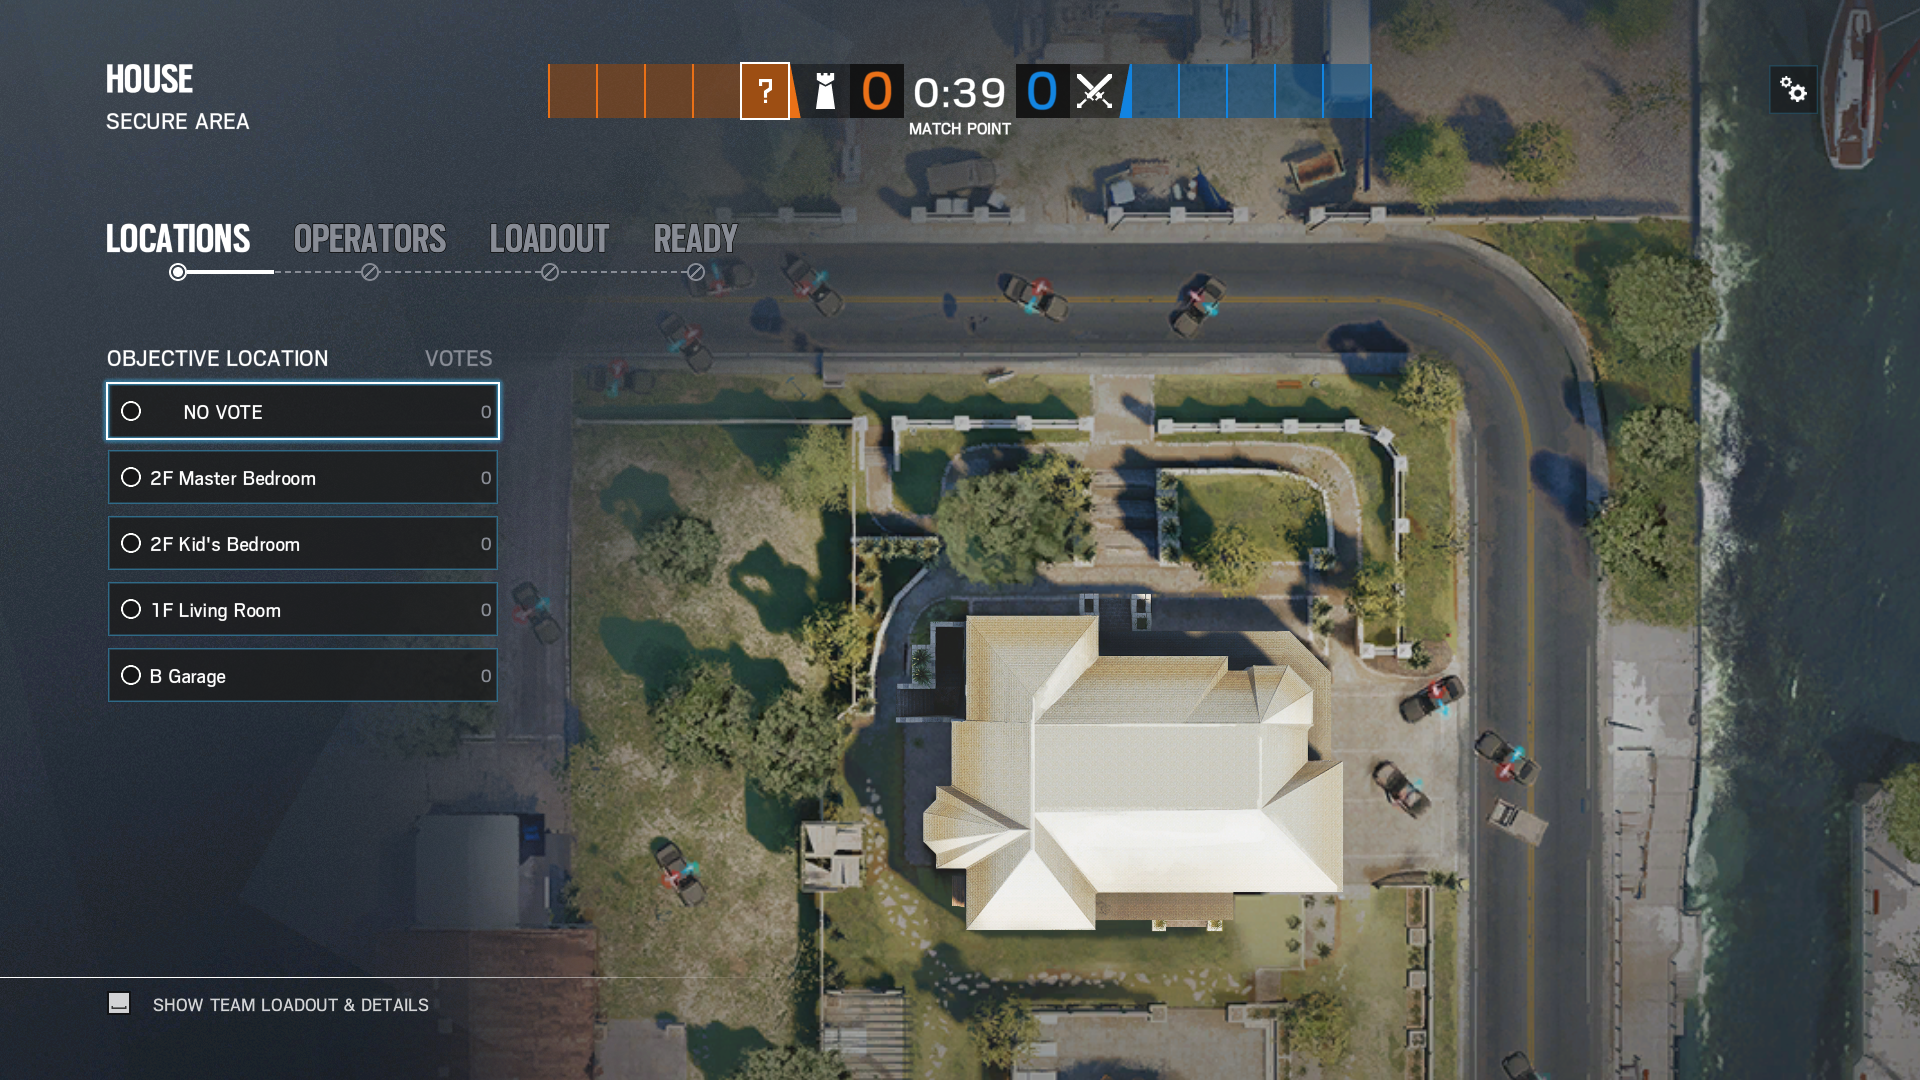 HOUSE
SECURE AREA
?
0
0:39
0
MATCH POINT
LOCATIONS
OPERATORS
LOADOUT
READY
OBJECTIVE LOCATION
VOTES
NO VOTE
0
2F Master Bedroom
0
2F Kid's Bedroom
0
1F Living Room
0
B Garage
0
SHOW TEAM LOADOUT & DETAILS